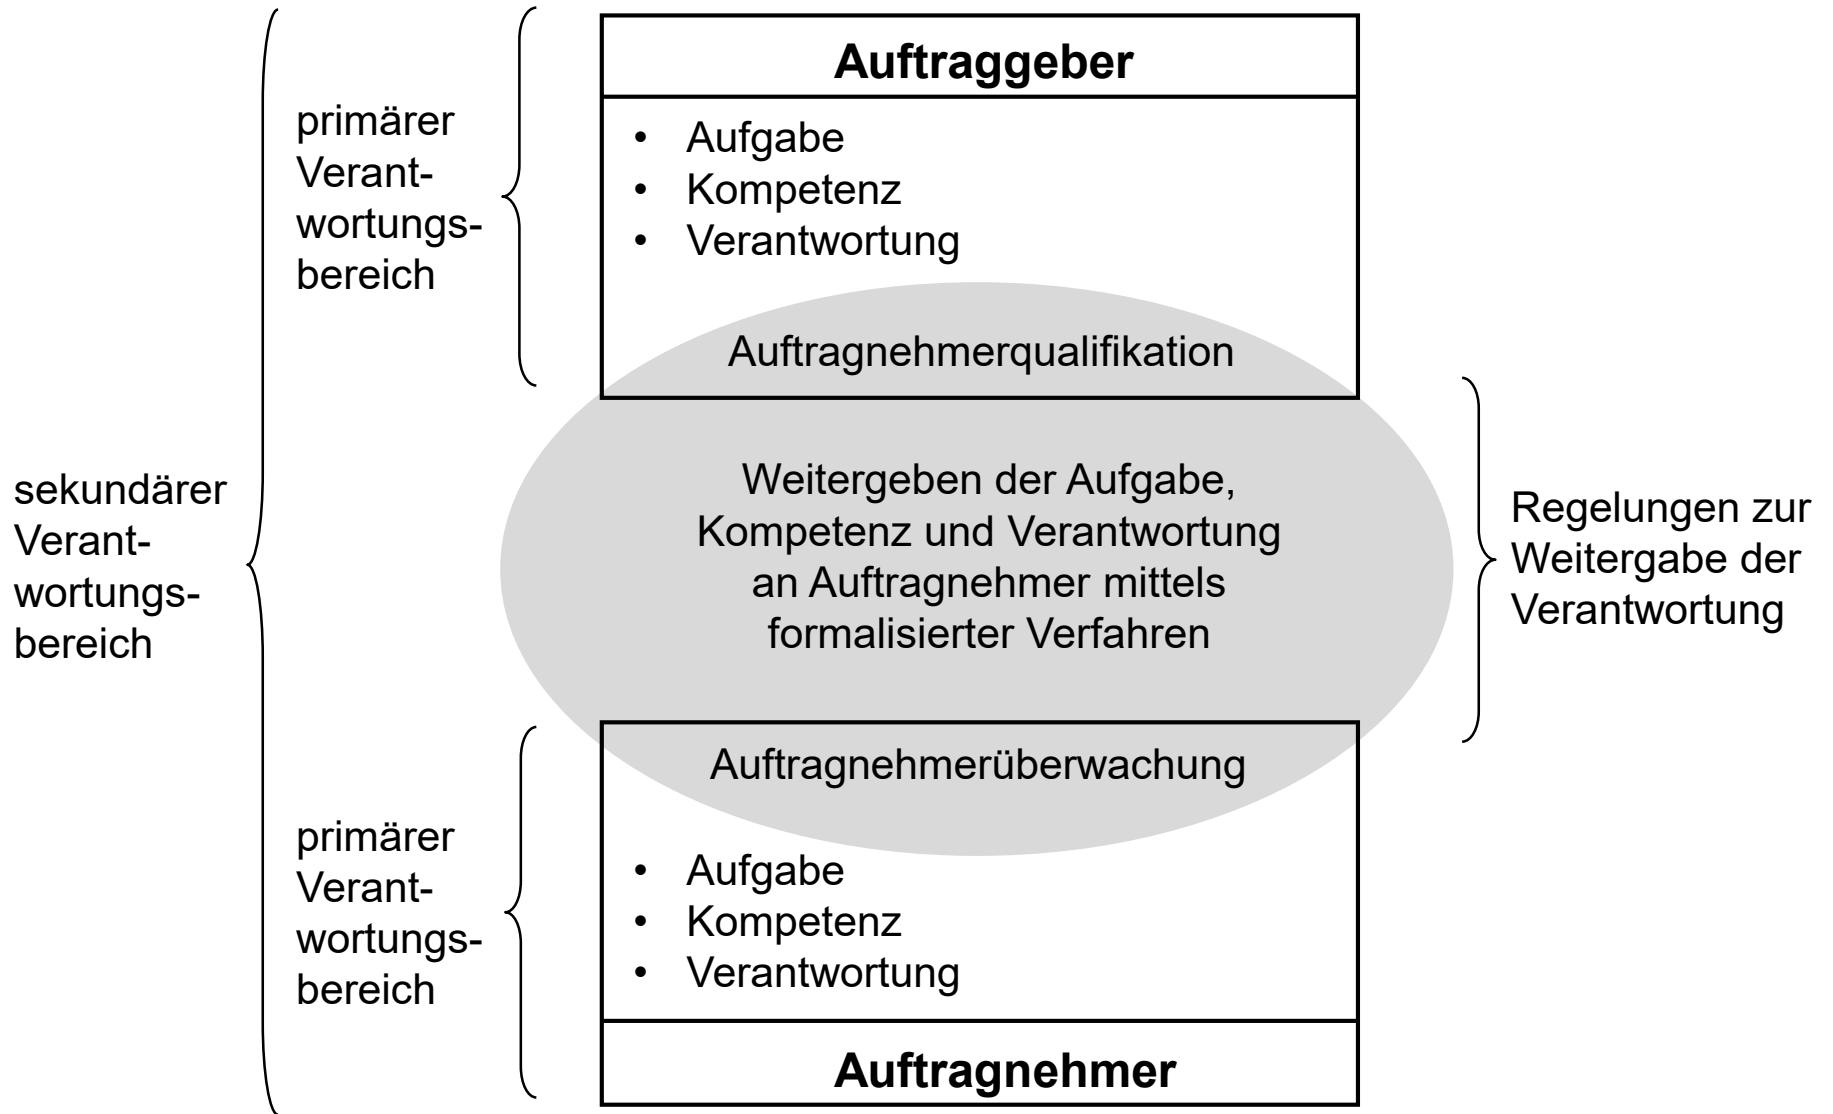 Auftraggeber
primärer
Verant-
wortungs-
bereich
• Aufgabe
• Kompetenz
• Verantwortung
Auftragnehmerqualifikation
sekundärer
Verant-
wortungs-
bereich
Weitergeben der Aufgabe,
Kompetenz und Verantwortung
an Auftragnehmer mittels
formalisierter Verfahren
Regelungen zur
Weitergabe der
Verantwortung
Auftragnehmerüberwachung
primärer
Verant-
wortungs-
bereich
• Aufgabe
• Kompetenz
• Verantwortung
Auftragnehmer